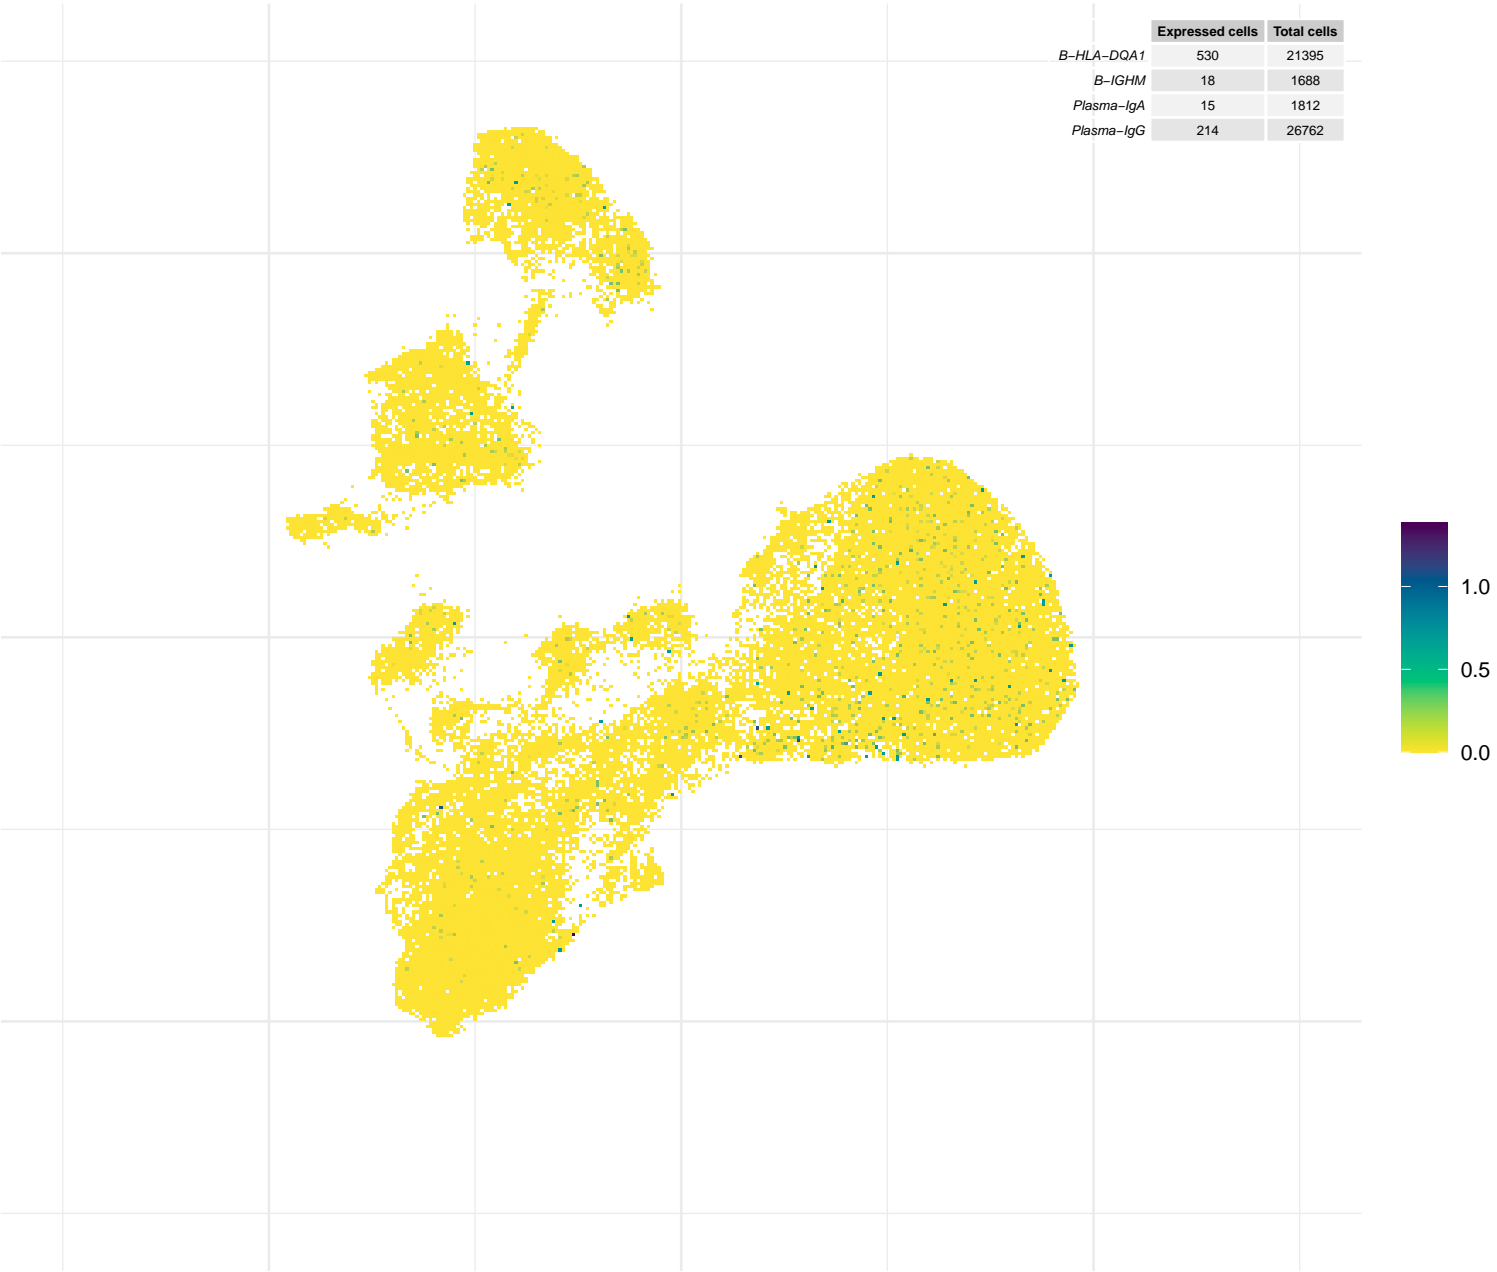 Expressed cells Total cells
B−HLA−DQA1 530 21395
B−IGHM 18 1688
Plasma−IgA 15 1812
Plasma−IgG 214 26762
1.0
0.5
0.0